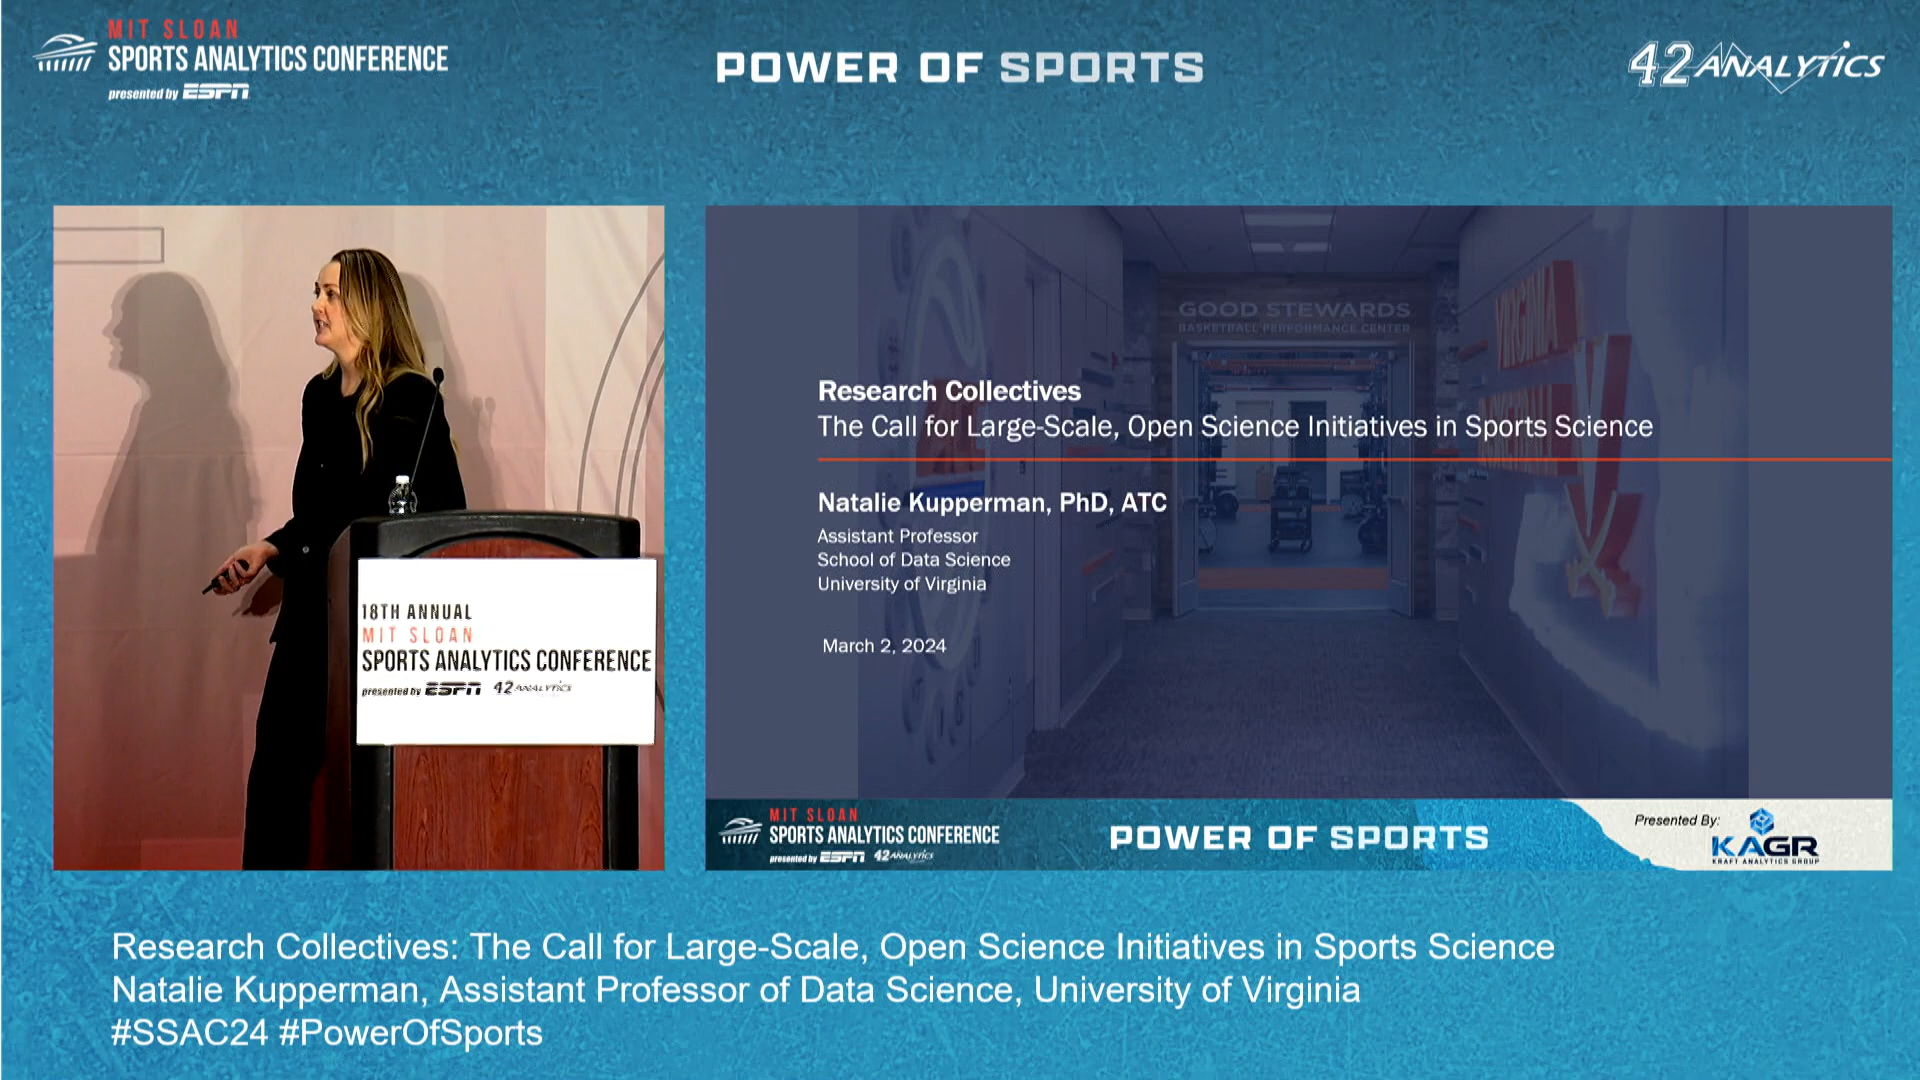 MIT SLOAN
SPORTS ANALYTICS CONFERENCE
presented by ESPN
POWER OF SPORTS
42 ANALYTICS
18TH ANNUAL
MIT SLOAN
SPORTS ANALYTICS CONFERENCE
presented by ESPN 42 ANALYTICS
GOOD STEWARDS
BASKETBALL PERFORMANCE CENTER
VIRGINIA
Research Collectives
The Call for Large-Scale, Open Science Initiatives in Sports Science
Natalie Kupperman, PhD, ATC
Assistant Professor
School of Data Science
University of Virginia
March 2, 2024
MIT SLOAN
SPORTS ANALYTICS CONFERENCE
presented by ESPN 42 ANALYTICS
POWER OF SPORTS
Presented By:
KAGR
KRAFT ANALYTICS GROUP
Research Collectives: The Call for Large-Scale, Open Science Initiatives in Sports Science
Natalie Kupperman, Assistant Professor of Data Science, University of Virginia
#SSAC24 #PowerOfSports